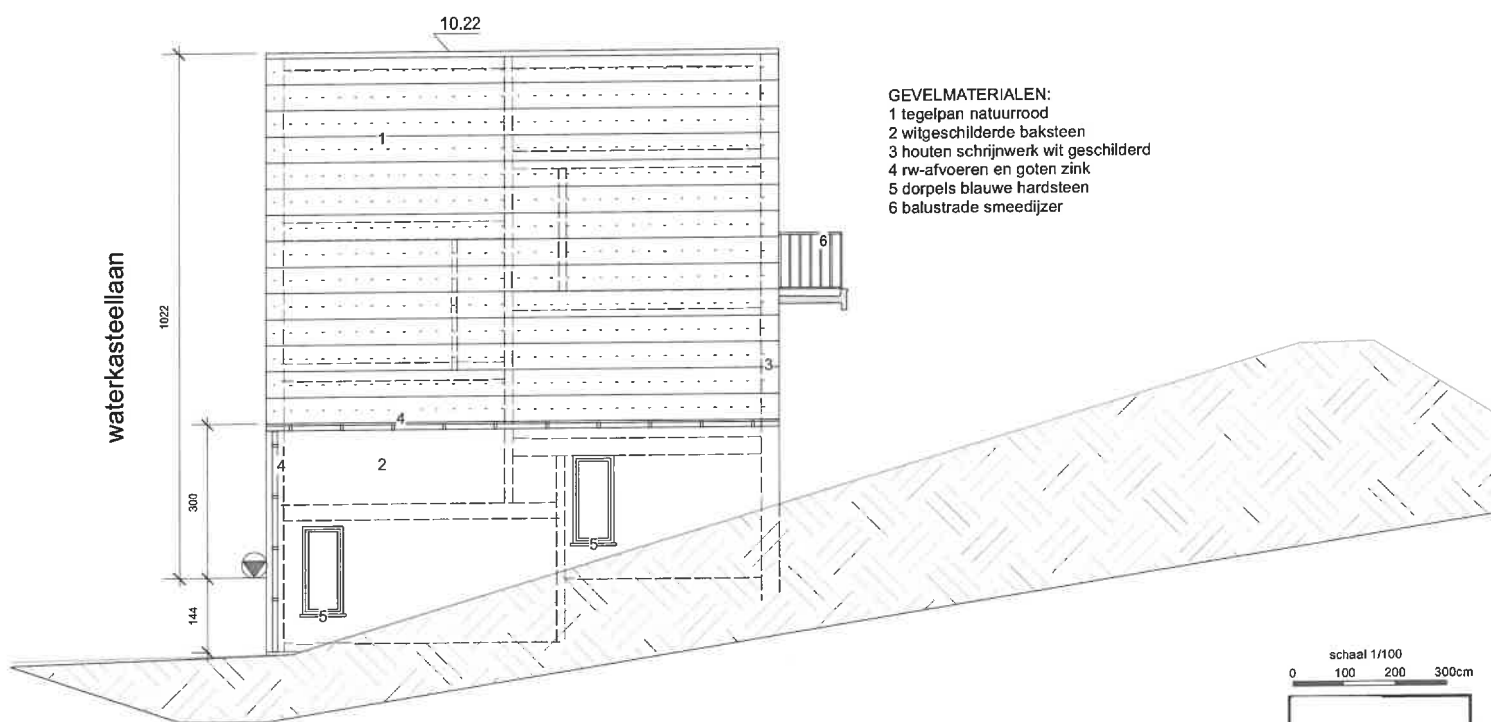 10.22
GEVELMATERIALEN:
1 tegelpan natuurrood
2 witgeschilderde baksteen
3 houten schrijnwerk wit geschilderd
4 rw-afvoeren en goten zink
5 dorpels blauwe hardsteen
6 balustrade smeedijzer
1
6
waterkasteellaan
1022
3
4
4
2
300
5
5
144
schaal 1/100
0 100 200 300cm